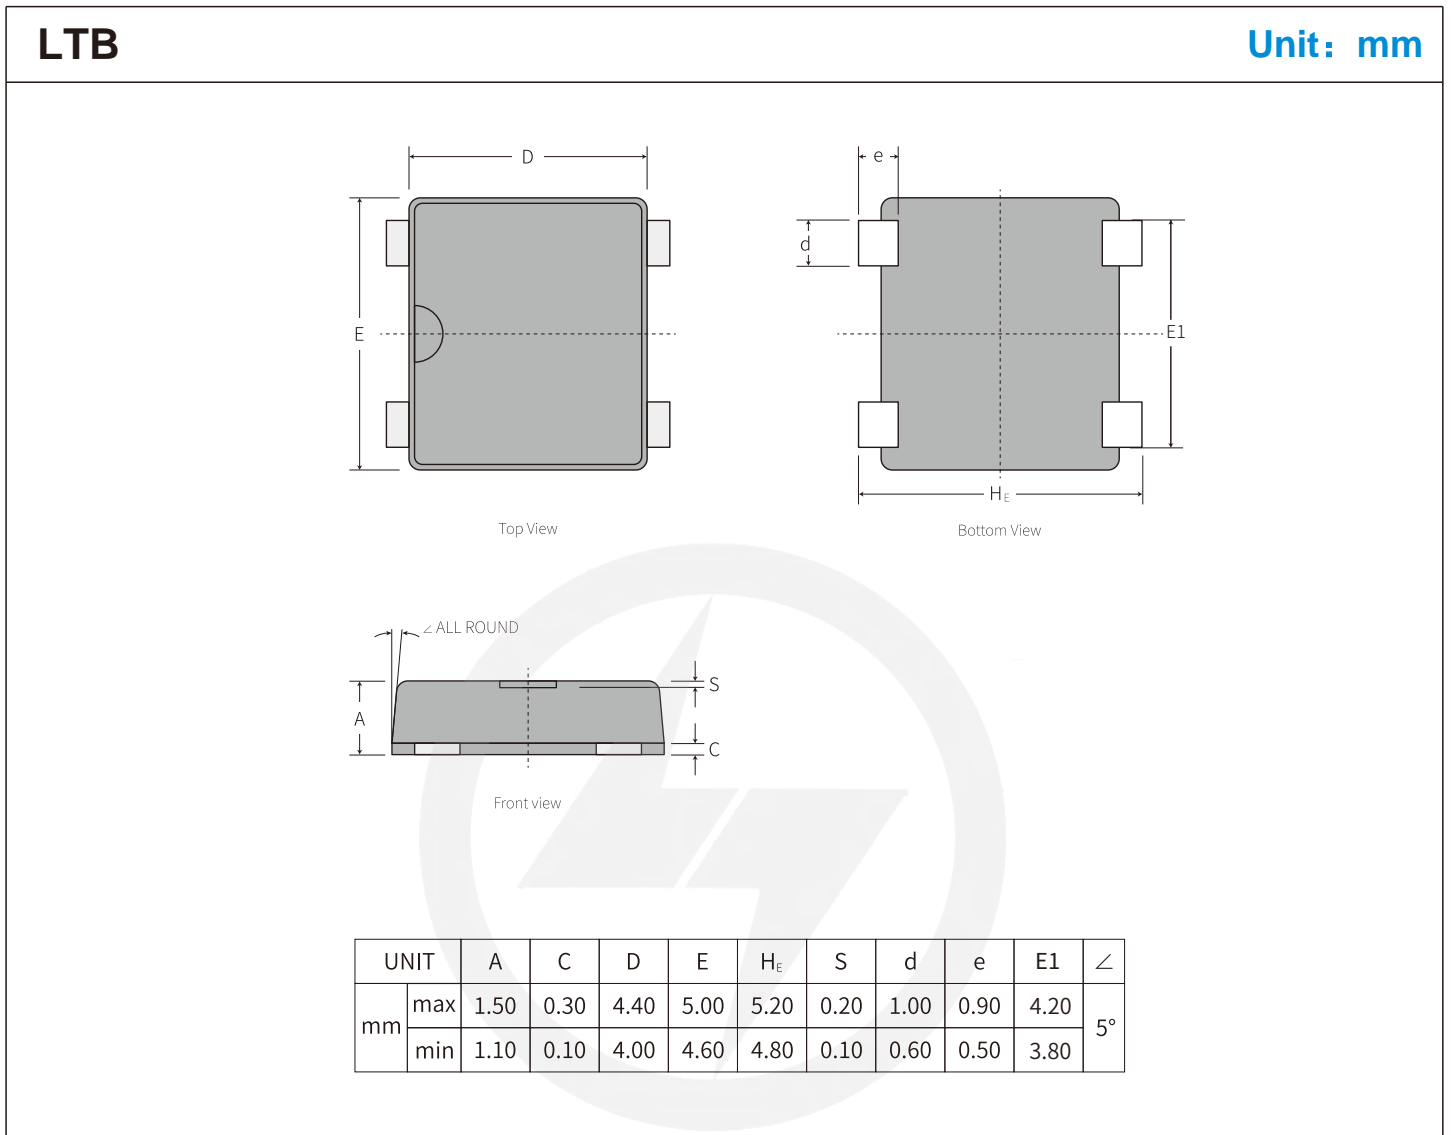 LTB
Unit：mm
D
E
e
d
E1
HE
Top View
Bottom View
∠ ALL ROUND
A
S
C
Front view
UNIT A C D E HE S d e E1 ∠
mm max 1.50 0.30 4.40 5.00 5.20 0.20 1.00 0.90 4.20 5°
min 1.10 0.10 4.00 4.60 4.80 0.10 0.60 0.50 3.80